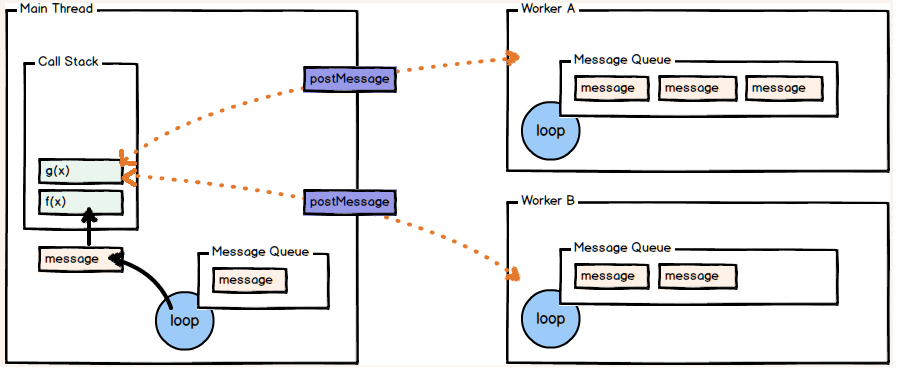 Main Thread
Call Stack
g(x)
f(x)
message
loop
Message Queue
message
postMessage
postMessage
Worker A
Message Queue
message
message
message
loop
Worker B
Message Queue
message
message
loop